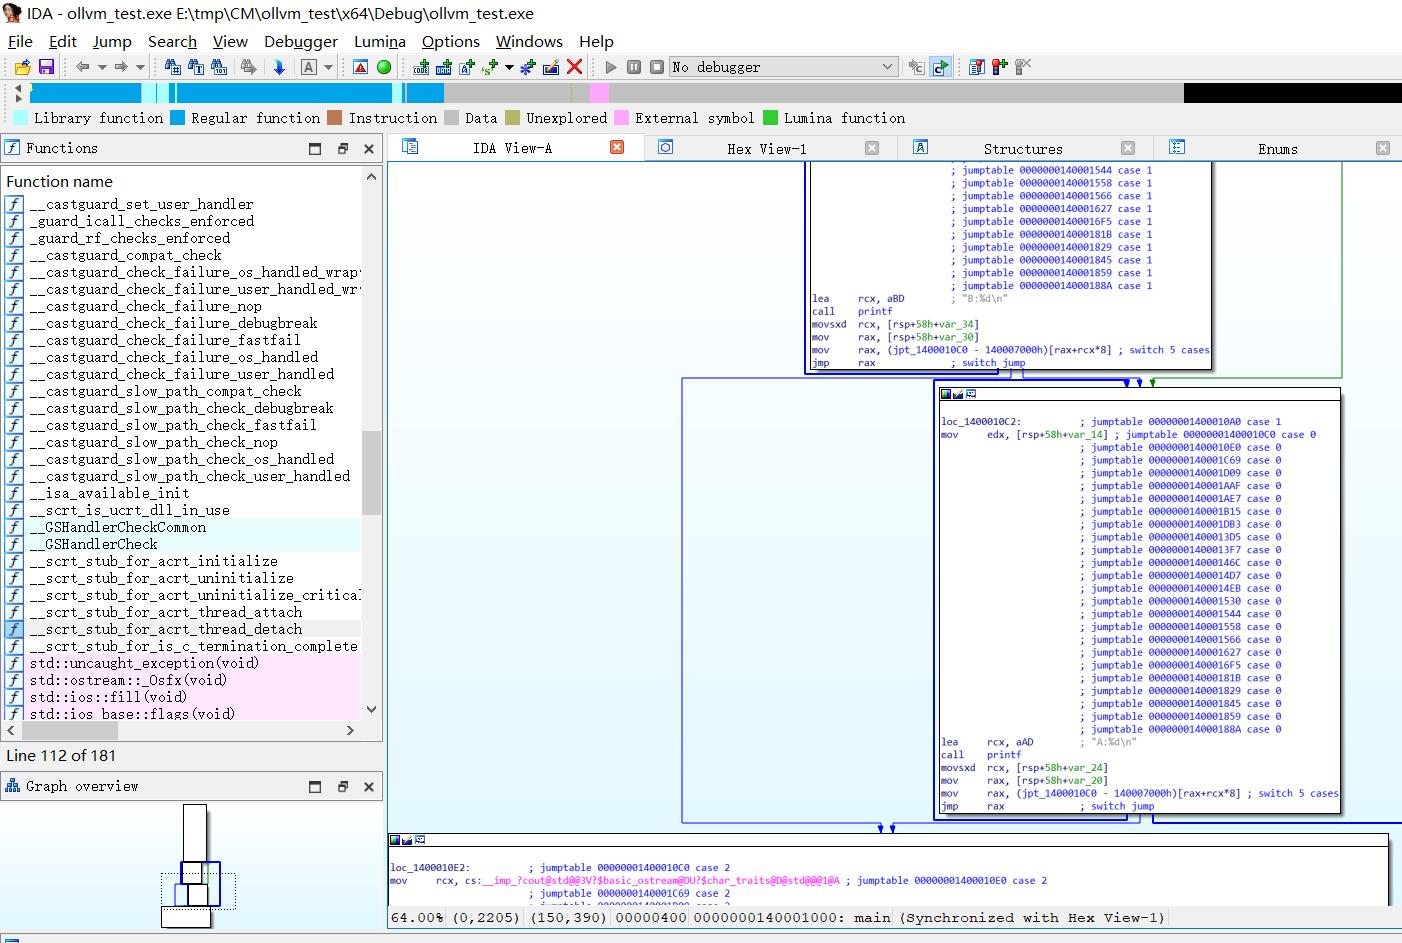 IDA - ollvm_test.exe E:\tmp\CM\ollvm_test\x64\Debug\ollvm_test.exe
File Edit Jump Search View Debugger Lumina Options Windows Help
No debugger
Library function Regular function Instruction Data Unexplored External symbol Lumina function
Functions
Function name
__castguard_set_user_handler
_guard_icall_checks_enforced
_guard_rf_checks_enforced
__castguard_compat_check
__castguard_check_failure_os_handled_wrap
__castguard_check_failure_user_handled_wr
__castguard_check_failure_nop
__castguard_check_failure_debugbreak
__castguard_check_failure_fastfail
__castguard_check_failure_os_handled
__castguard_check_failure_user_handled
__castguard_slow_path_compat_check
__castguard_slow_path_check_debugbreak
__castguard_slow_path_check_fastfail
__castguard_slow_path_check_nop
__castguard_slow_path_check_os_handled
__castguard_slow_path_check_user_handled
__isa_available_init
__scrt_is_ucrt_dll_in_use
__GSHandlerCheckCommon
__GSHandlerCheck
__scrt_stub_for_acrt_initialize
__scrt_stub_for_acrt_uninitialize
__scrt_stub_for_acrt_uninitialize_critical
__scrt_stub_for_acrt_thread_attach
__scrt_stub_for_acrt_thread_detach
__scrt_stub_for_is_c_termination_complete
std::uncaught_exception(void)
std::ostream::_Osfx(void)
std::ios::fill(void)
std::ios_base::flags(void)
Line 112 of 181
Graph overview
IDA View-A Hex View-1 Structures Enums
; jumptable 0000000140001544 case 1
; jumptable 0000000140001558 case 1
; jumptable 0000000140001566 case 1
; jumptable 0000000140001627 case 1
; jumptable 00000001400016F5 case 1
; jumptable 000000014000181B case 1
; jumptable 0000000140001829 case 1
; jumptable 0000000140001845 case 1
; jumptable 0000000140001859 case 1
; jumptable 000000014000188A case 1
lea rcx, aBD ; "B:%d\n"
call printf
movsxd rcx, [rsp+58h+var_34]
mov rax, [rsp+58h+var_30]
mov rax, (jpt_1400010C0 - 140007000h)[rax+rcx*8] ; switch 5 cases
jmp rax ; switch jump
loc_1400010C2: ; jumptable 00000001400010A0 case 1
mov edx, [rsp+58h+var_14] ; jumptable 00000001400010C0 case 0
; jumptable 00000001400010E0 case 0
; jumptable 0000000140001C69 case 0
; jumptable 0000000140001D09 case 0
; jumptable 0000000140001AAF case 0
; jumptable 0000000140001AE7 case 0
; jumptable 0000000140001B15 case 0
; jumptable 0000000140001DB3 case 0
; jumptable 00000001400013D5 case 0
; jumptable 00000001400013F7 case 0
; jumptable 000000014000146C case 0
; jumptable 00000001400014D7 case 0
; jumptable 00000001400014EB case 0
; jumptable 0000000140001530 case 0
; jumptable 0000000140001544 case 0
; jumptable 0000000140001558 case 0
; jumptable 0000000140001566 case 0
; jumptable 0000000140001627 case 0
; jumptable 00000001400016F5 case 0
; jumptable 000000014000181B case 0
; jumptable 0000000140001829 case 0
; jumptable 0000000140001845 case 0
; jumptable 0000000140001859 case 0
; jumptable 000000014000188A case 0
lea rcx, aAD ; "A:%d\n"
call printf
movsxd rcx, [rsp+58h+var_24]
mov rax, [rsp+58h+var_20]
mov rax, (jpt_1400010C0 - 140007000h)[rax+rcx*8] ; switch 5 cases
jmp rax ; switch jump
loc_1400010E2: ; jumptable 00000001400010C0 case 2
mov rcx, cs:__imp_?cout@std@@3V?$basic_ostream@DU?$char_traits@D@std@@@1@A ; jumptable 00000001400010E0 case 2
; jumptable 0000000140001C69 case 2
64.00% (0,2205) (150,390) 00000400 0000000140001000: main (Synchronized with Hex View-1)